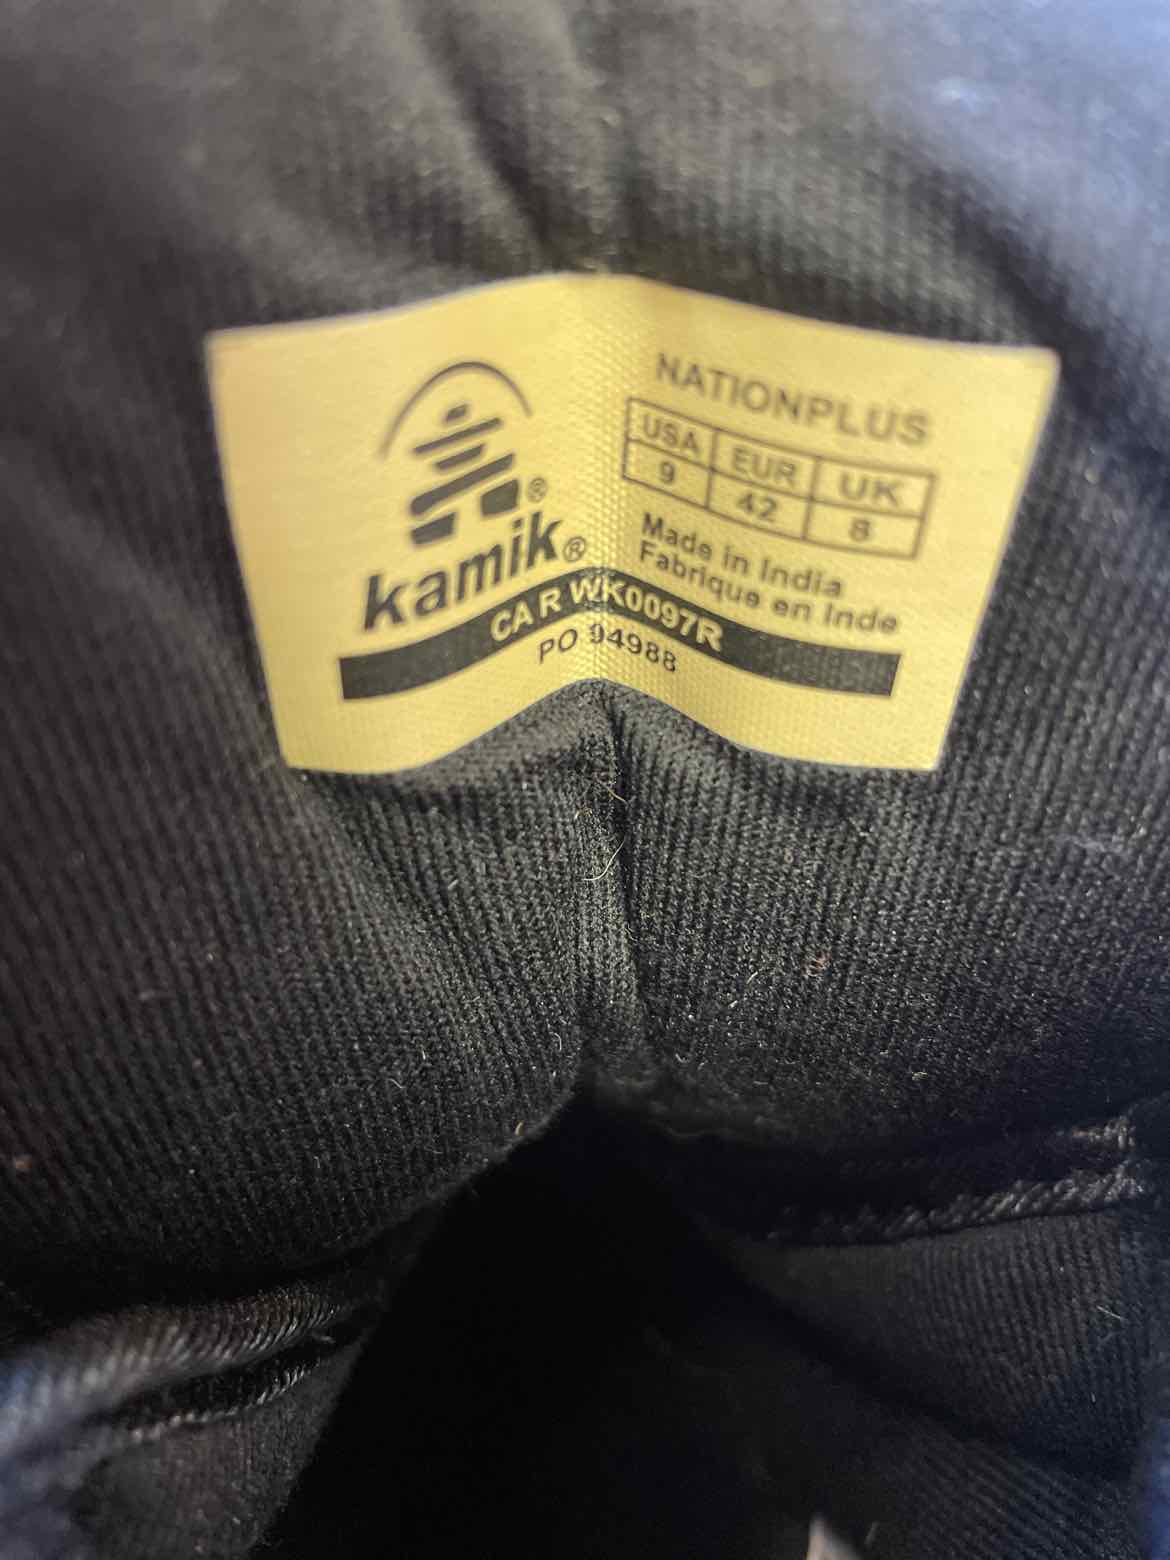 kamik®
NATIONPLUS
USA EUR UK
9 42 8
Made in India
Fabrique en Inde
CA R WK0097R
PO 94988